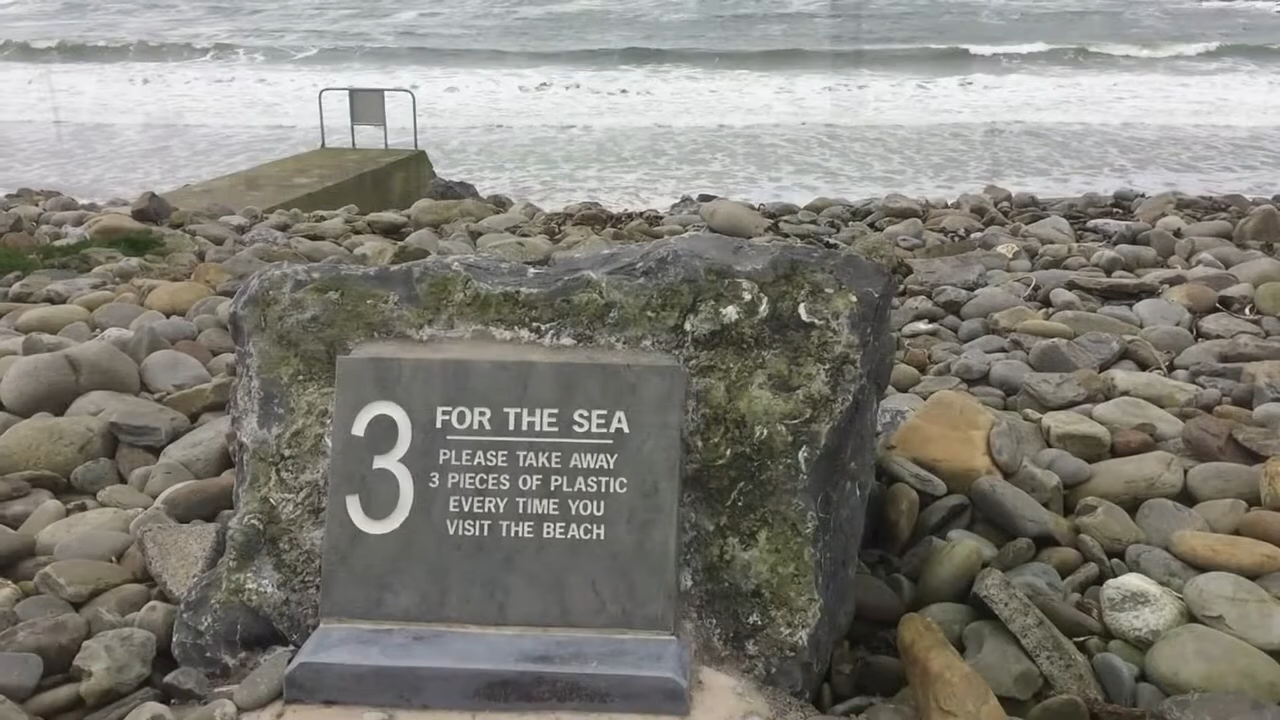 3
FOR THE SEA
PLEASE TAKE AWAY
3 PIECES OF PLASTIC
EVERY TIME YOU
VISIT THE BEACH